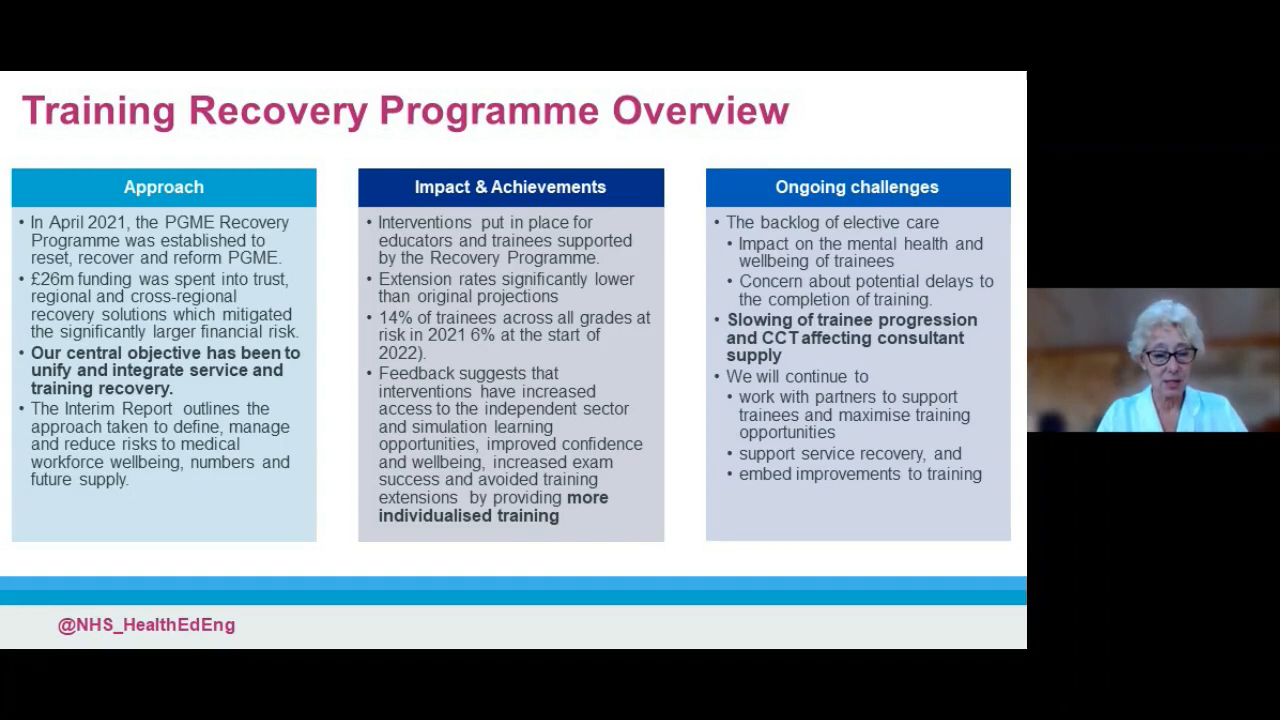 Training Recovery Programme Overview
Approach
• In April 2021, the PGME Recovery
Programme was established to
reset, recover and reform PGME.
• £26m funding was spent into trust,
regional and cross-regional
recovery solutions which mitigated
the significantly larger financial risk.
• Our central objective has been to
unify and integrate service and
training recovery.
• The Interim Report outlines the
approach taken to define, manage
and reduce risks to medical
workforce wellbeing, numbers and
future supply.
Impact & Achievements
• Interventions put in place for
educators and trainees supported
by the Recovery Programme.
• Extension rates significantly lower
than original projections
• 14% of trainees across all grades at
risk in 2021 6% at the start of
2022).
• Feedback suggests that
interventions have increased
access to the independent sector
and simulation learning
opportunities, improved confidence
and wellbeing, increased exam
success and avoided training
extensions by providing more
individualised training
Ongoing challenges
• The backlog of elective care
• Impact on the mental health and
wellbeing of trainees
• Concern about potential delays to
the completion of training.
• Slowing of trainee progression
and CCT affecting consultant
supply
• We will continue to
• work with partners to support
trainees and maximise training
opportunities
• support service recovery, and
• embed improvements to training
@NHS_HealthEdEng